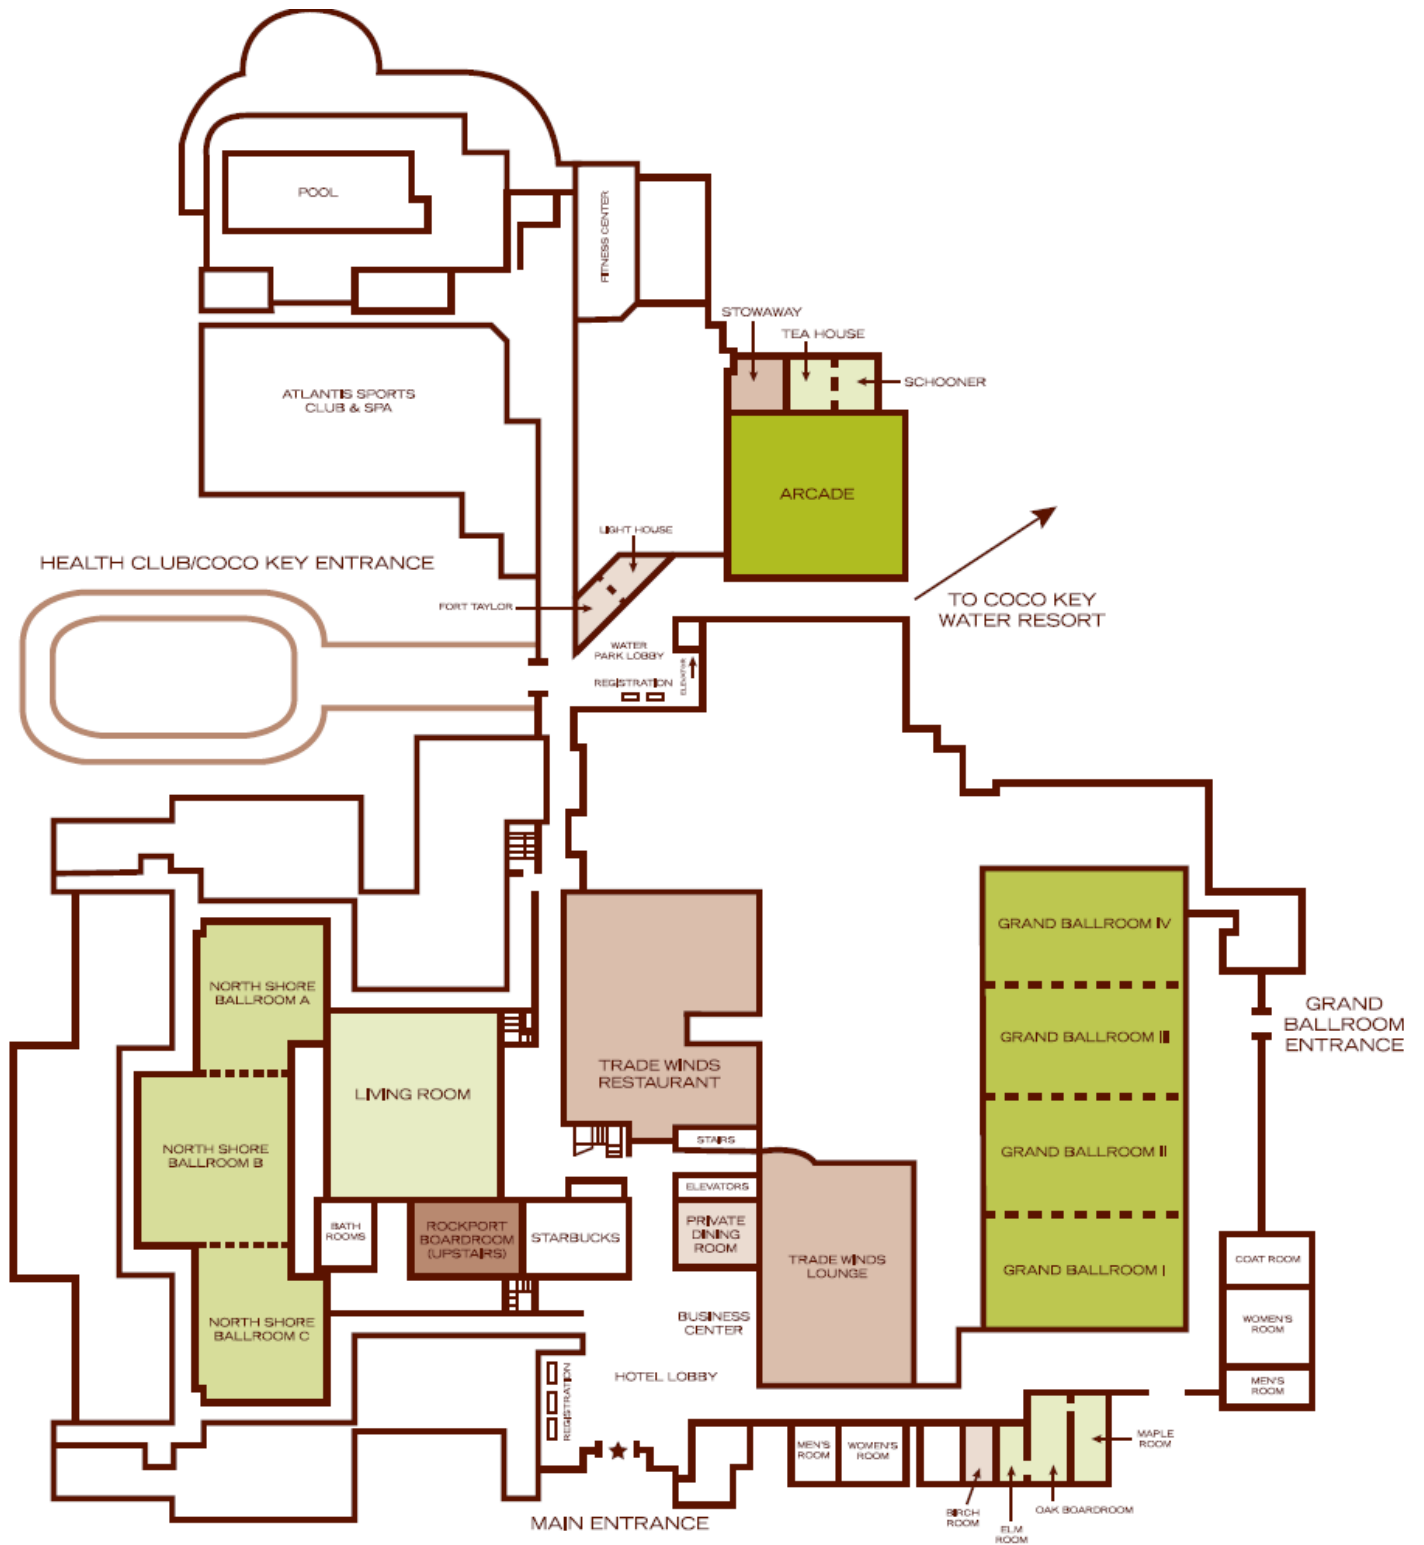 POOL
FITNESS CENTER
STOWAWAY
TEA HOUSE
SCHOONER
ATLANTIS SPORTS
CLUB & SPA
ARCADE
LIGHT HOUSE
HEALTH CLUB/COCO KEY ENTRANCE
FORT TAYLOR
TO COCO KEY
WATER RESORT
WATER
PARK LOBBY
REGISTRATION
ELEVATOR
GRAND BALLROOM IV
NORTH SHORE
BALLROOM A
GRAND
BALLROOM
ENTRANCE
GRAND BALLROOM III
TRADE WINDS
RESTAURANT
LIVING ROOM
STAIRS
NORTH SHORE
BALLROOM B
GRAND BALLROOM II
ELEVATORS
BATH
ROOMS
ROCKPORT
BOARDROOM
(UPSTAIRS)
STARBUCKS
PRIVATE
DINING
ROOM
TRADE WINDS
LOUNGE
GRAND BALLROOM I
COAT ROOM
NORTH SHORE
BALLROOM C
BUSINESS
CENTER
WOMEN'S
ROOM
HOTEL LOBBY
REGISTRATION
MEN'S
ROOM
MEN'S
ROOM
WOMEN'S
ROOM
MAPLE
ROOM
BIRCH
ROOM
ELM
ROOM
OAK BOARDROOM
MAIN ENTRANCE